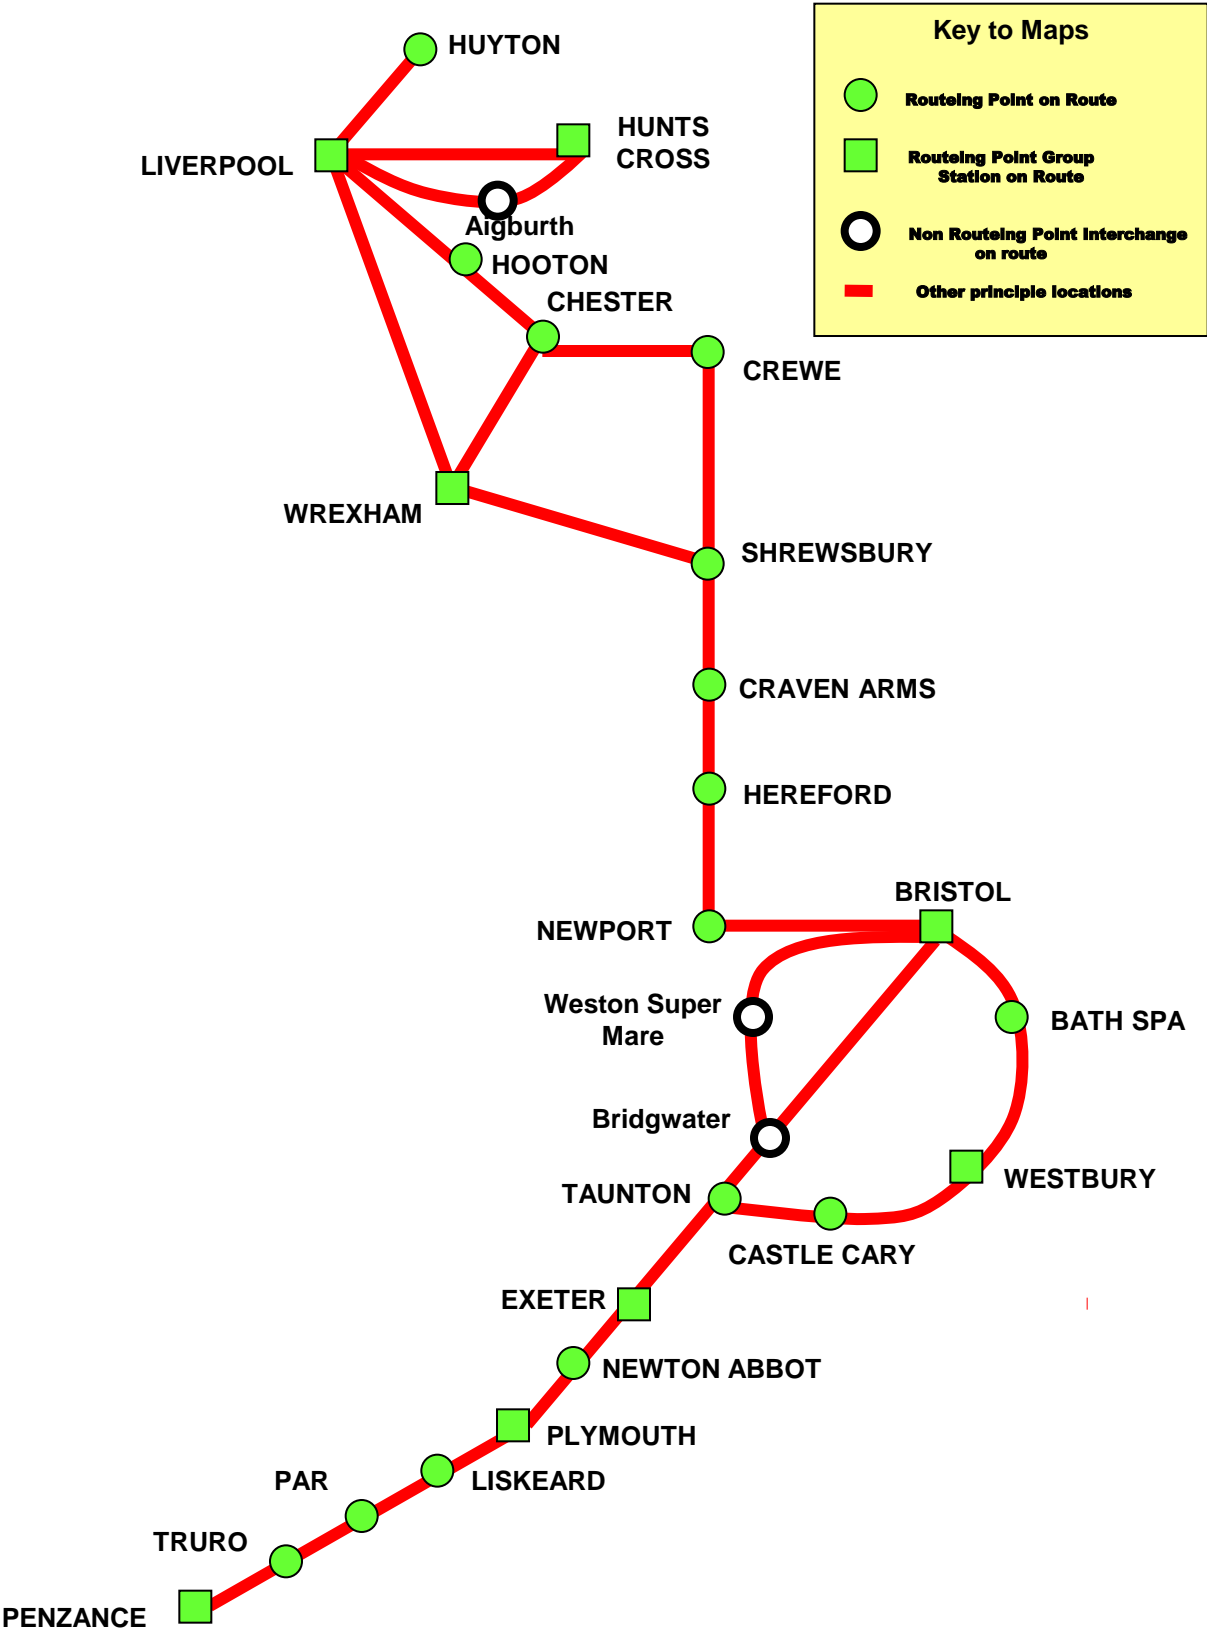 Key to Maps
Routeing Point on Route
Routeing Point Group
Station on Route
Non Routeing Point Interchange
on route
Other principle locations
HUYTON
HUNTS
CROSS
LIVERPOOL
Aigburth
HOOTON
CHESTER
CREWE
WREXHAM
SHREWSBURY
CRAVEN ARMS
HEREFORD
BRISTOL
NEWPORT
Weston Super
Mare
BATH SPA
Bridgwater
WESTBURY
TAUNTON
CASTLE CARY
EXETER
NEWTON ABBOT
PLYMOUTH
LISKEARD
PAR
TRURO
PENZANCE